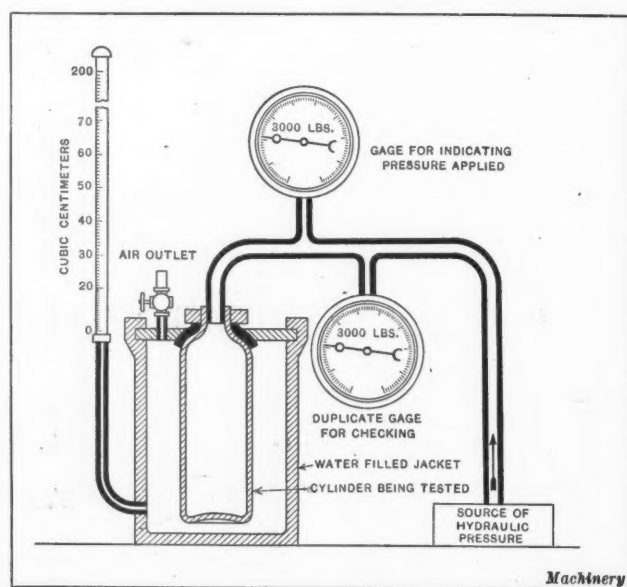 200
70
60
50
40
30
20
0
CUBIC CENTIMETERS
AIR OUTLET
3000 LBS.
GAGE FOR INDICATING
PRESSURE APPLIED
3000 LBS.
DUPLICATE GAGE
FOR CHECKING
WATER FILLED JACKET
CYLINDER BEING TESTED
SOURCE OF
HYDRAULIC
PRESSURE
Machinery